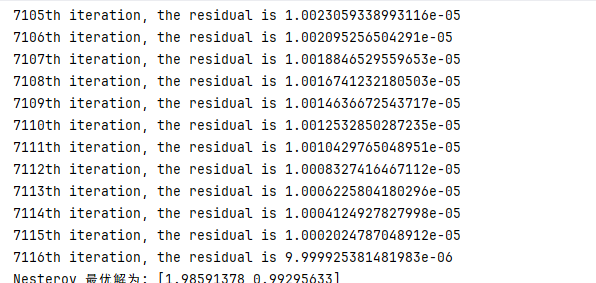 7105th iteration, the residual is 1.0023059338993116e-05
7106th iteration, the residual is 1.002095256504291e-05
7107th iteration, the residual is 1.0018846529559653e-05
7108th iteration, the residual is 1.0016741232180503e-05
7109th iteration, the residual is 1.0014636672543717e-05
7110th iteration, the residual is 1.0012532850287235e-05
7111th iteration, the residual is 1.0010429765048951e-05
7112th iteration, the residual is 1.0008327416467112e-05
7113th iteration, the residual is 1.0006225804180296e-05
7114th iteration, the residual is 1.0004124927827998e-05
7115th iteration, the residual is 1.0002024787048912e-05
7116th iteration, the residual is 9.999925381481983e-06
Nesterov 最优解为: [1.98591378 0.99295633]